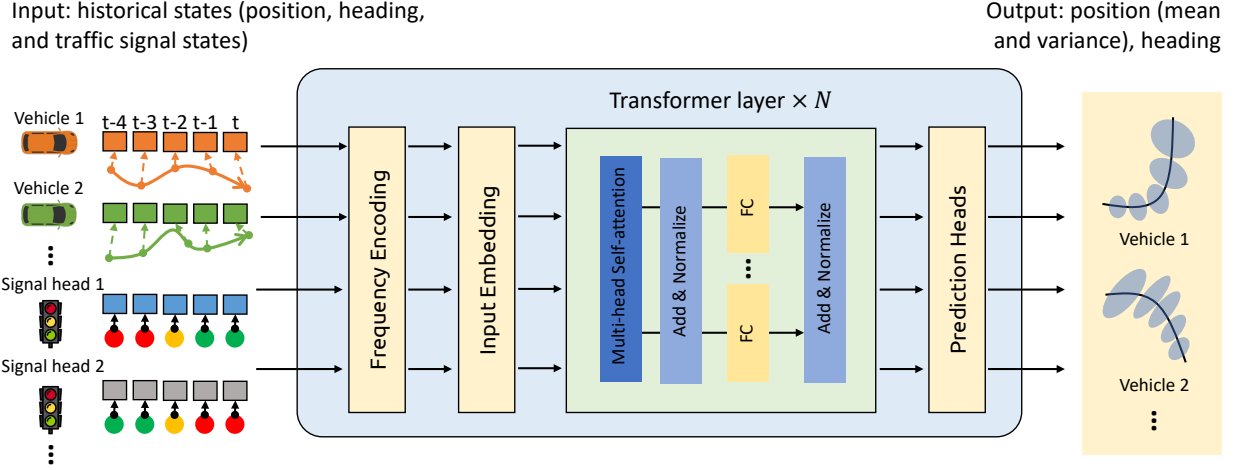 Input: historical states (position, heading,
and traffic signal states)
Output: position (mean
and variance), heading
Transformer layer × N
Vehicle 1
t-4 t-3 t-2 t-1 t
Vehicle 2
Signal head 1
Signal head 2
Frequency Encoding
Input Embedding
Multi-head Self-attention
Add & Normalize
FC
FC
Add & Normalize
Prediction Heads
Vehicle 1
Vehicle 2